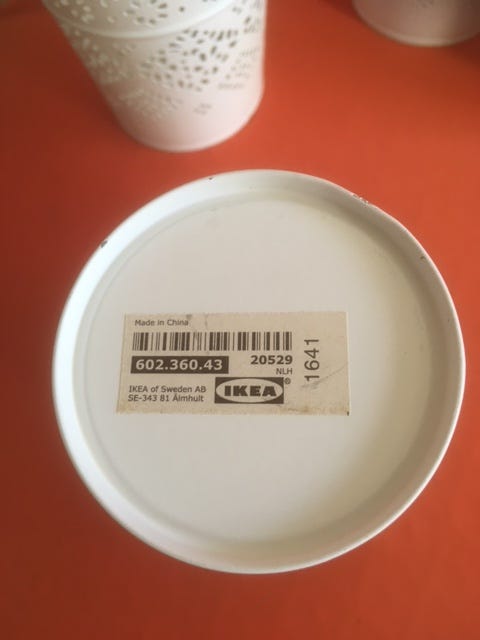 Made in China
602.360.43
20529
NLH
1641
IKEA of Sweden AB
SE-343 81 Älmhult
IKEA®